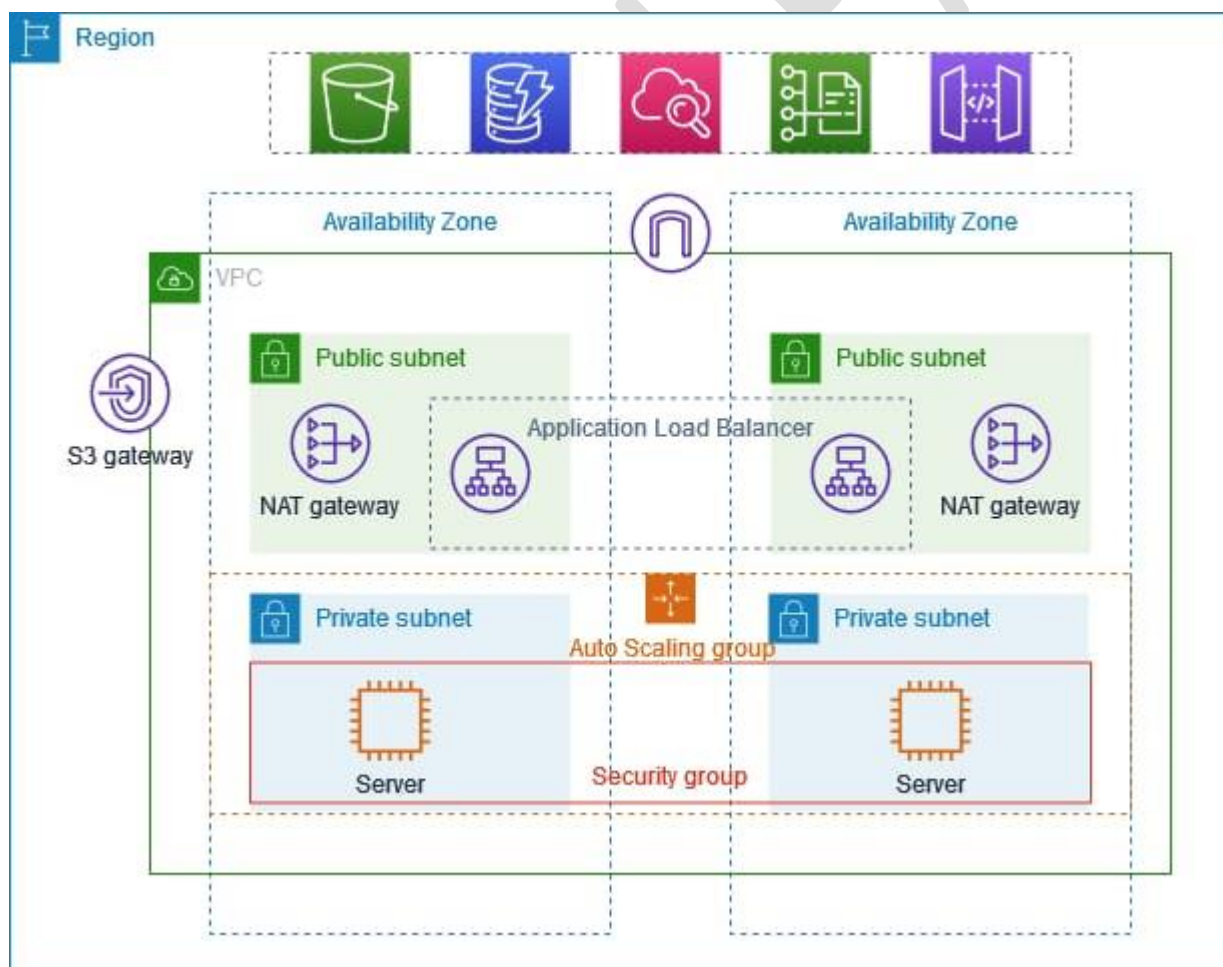 Region
Availability Zone
Availability Zone
VPC
Public subnet
Public subnet
Application Load Balancer
S3 gateway
NAT gateway
NAT gateway
Private subnet
Private subnet
Auto Scaling group
Security group
Server
Server